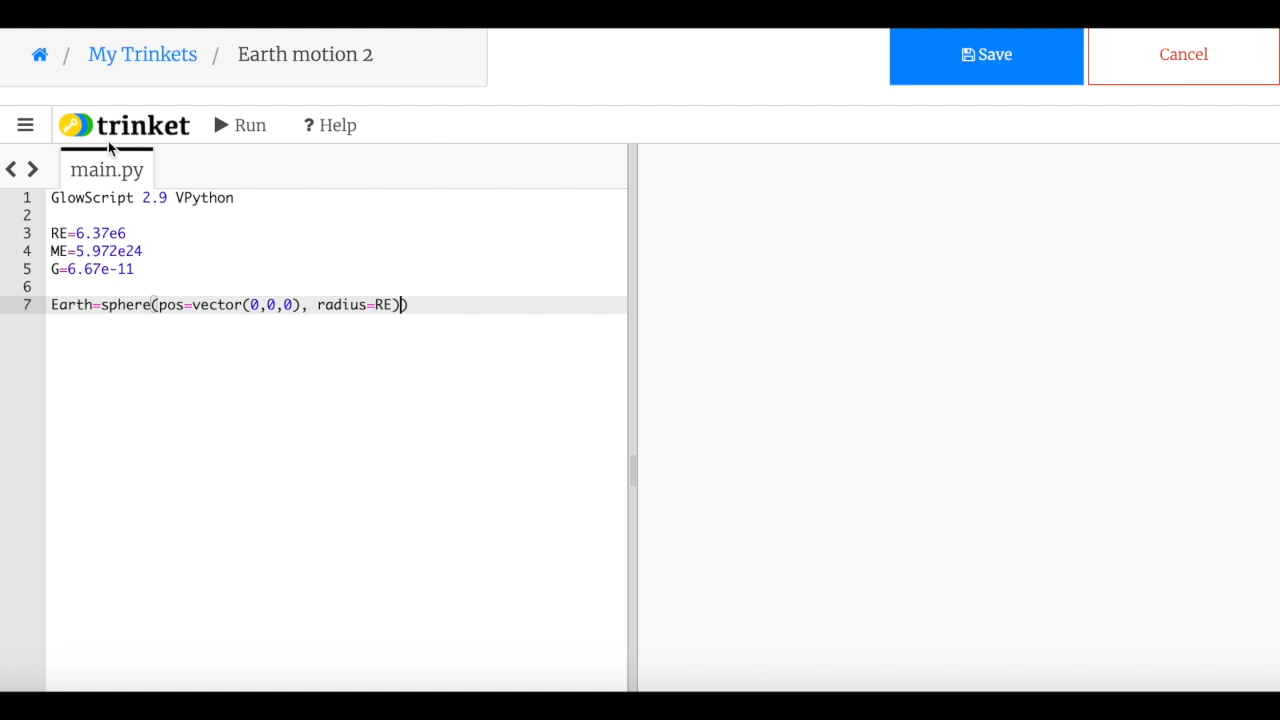 / My Trinkets / Earth motion 2
Save
Cancel
trinket
Run
? Help
main.py
1 GlowScript 2.9 VPython
2
3 RE=6.37e6
4 ME=5.972e24
5 G=6.67e-11
6
7 Earth=sphere(pos=vector(0,0,0), radius=RE))